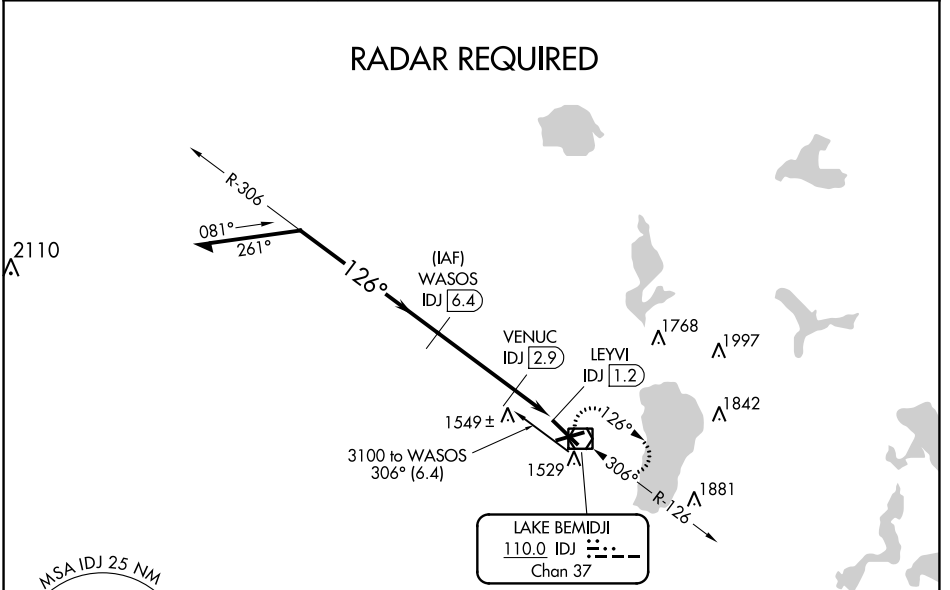 RADAR REQUIRED
R-306
081°
261°
2110
126°
(IAF)
WASOS
IDJ 6.4
VENUC
IDJ 2.9
LEYVI
IDJ 1.2
1768
1997
1842
1549 ±
126°
3100 to WASOS
306° (6.4)
1529
306°
R-126
1881
LAKE BEMIDJI
110.0 IDJ
Chan 37
MSA IDJ 25 NM